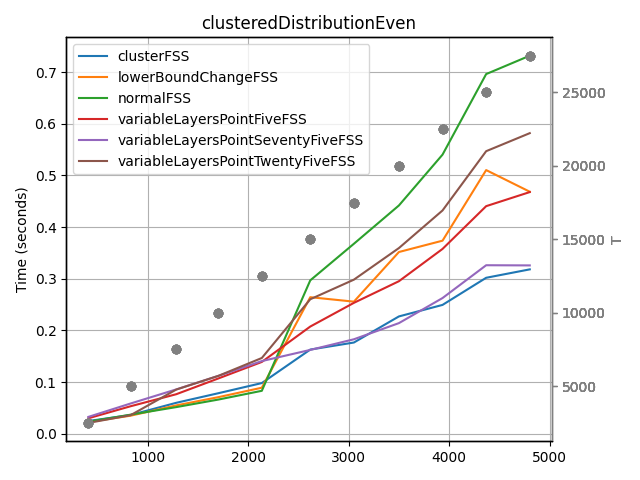 clusteredDistributionEven
clusterFSS
lowerBoundChangeFSS
normalFSS
variableLayersPointFiveFSS
variableLayersPointSeventyFiveFSS
variableLayersPointTwentyFiveFSS
Time (seconds)
0.7
0.6
0.5
0.4
0.3
0.2
0.1
0.0
1000
2000
3000
4000
5000
25000
20000
15000
10000
5000
T